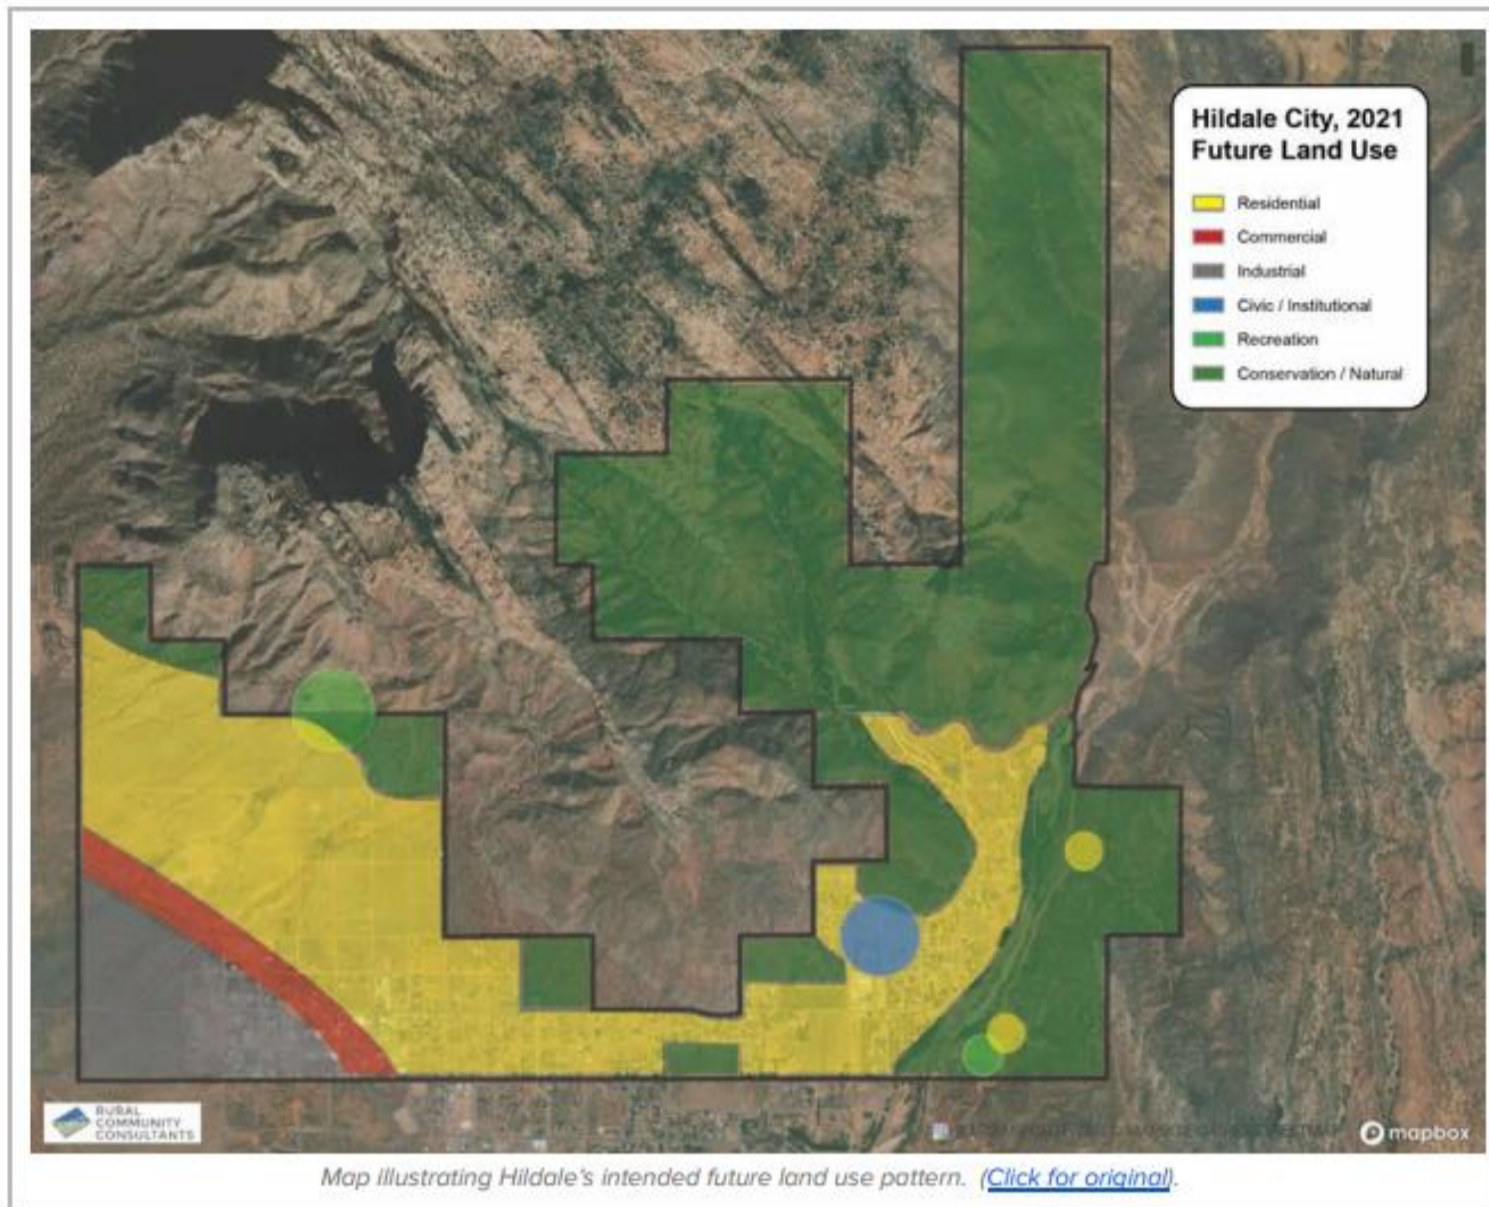 Hildale City, 2021
Future Land Use
Residential
Commercial
Industrial
Civic / Institutional
Recreation
Conservation / Natural
RURAL
COMMUNITY
CONSULTANTS
mapbox
Map illustrating Hildale's intended future land use pattern. (Click for original).